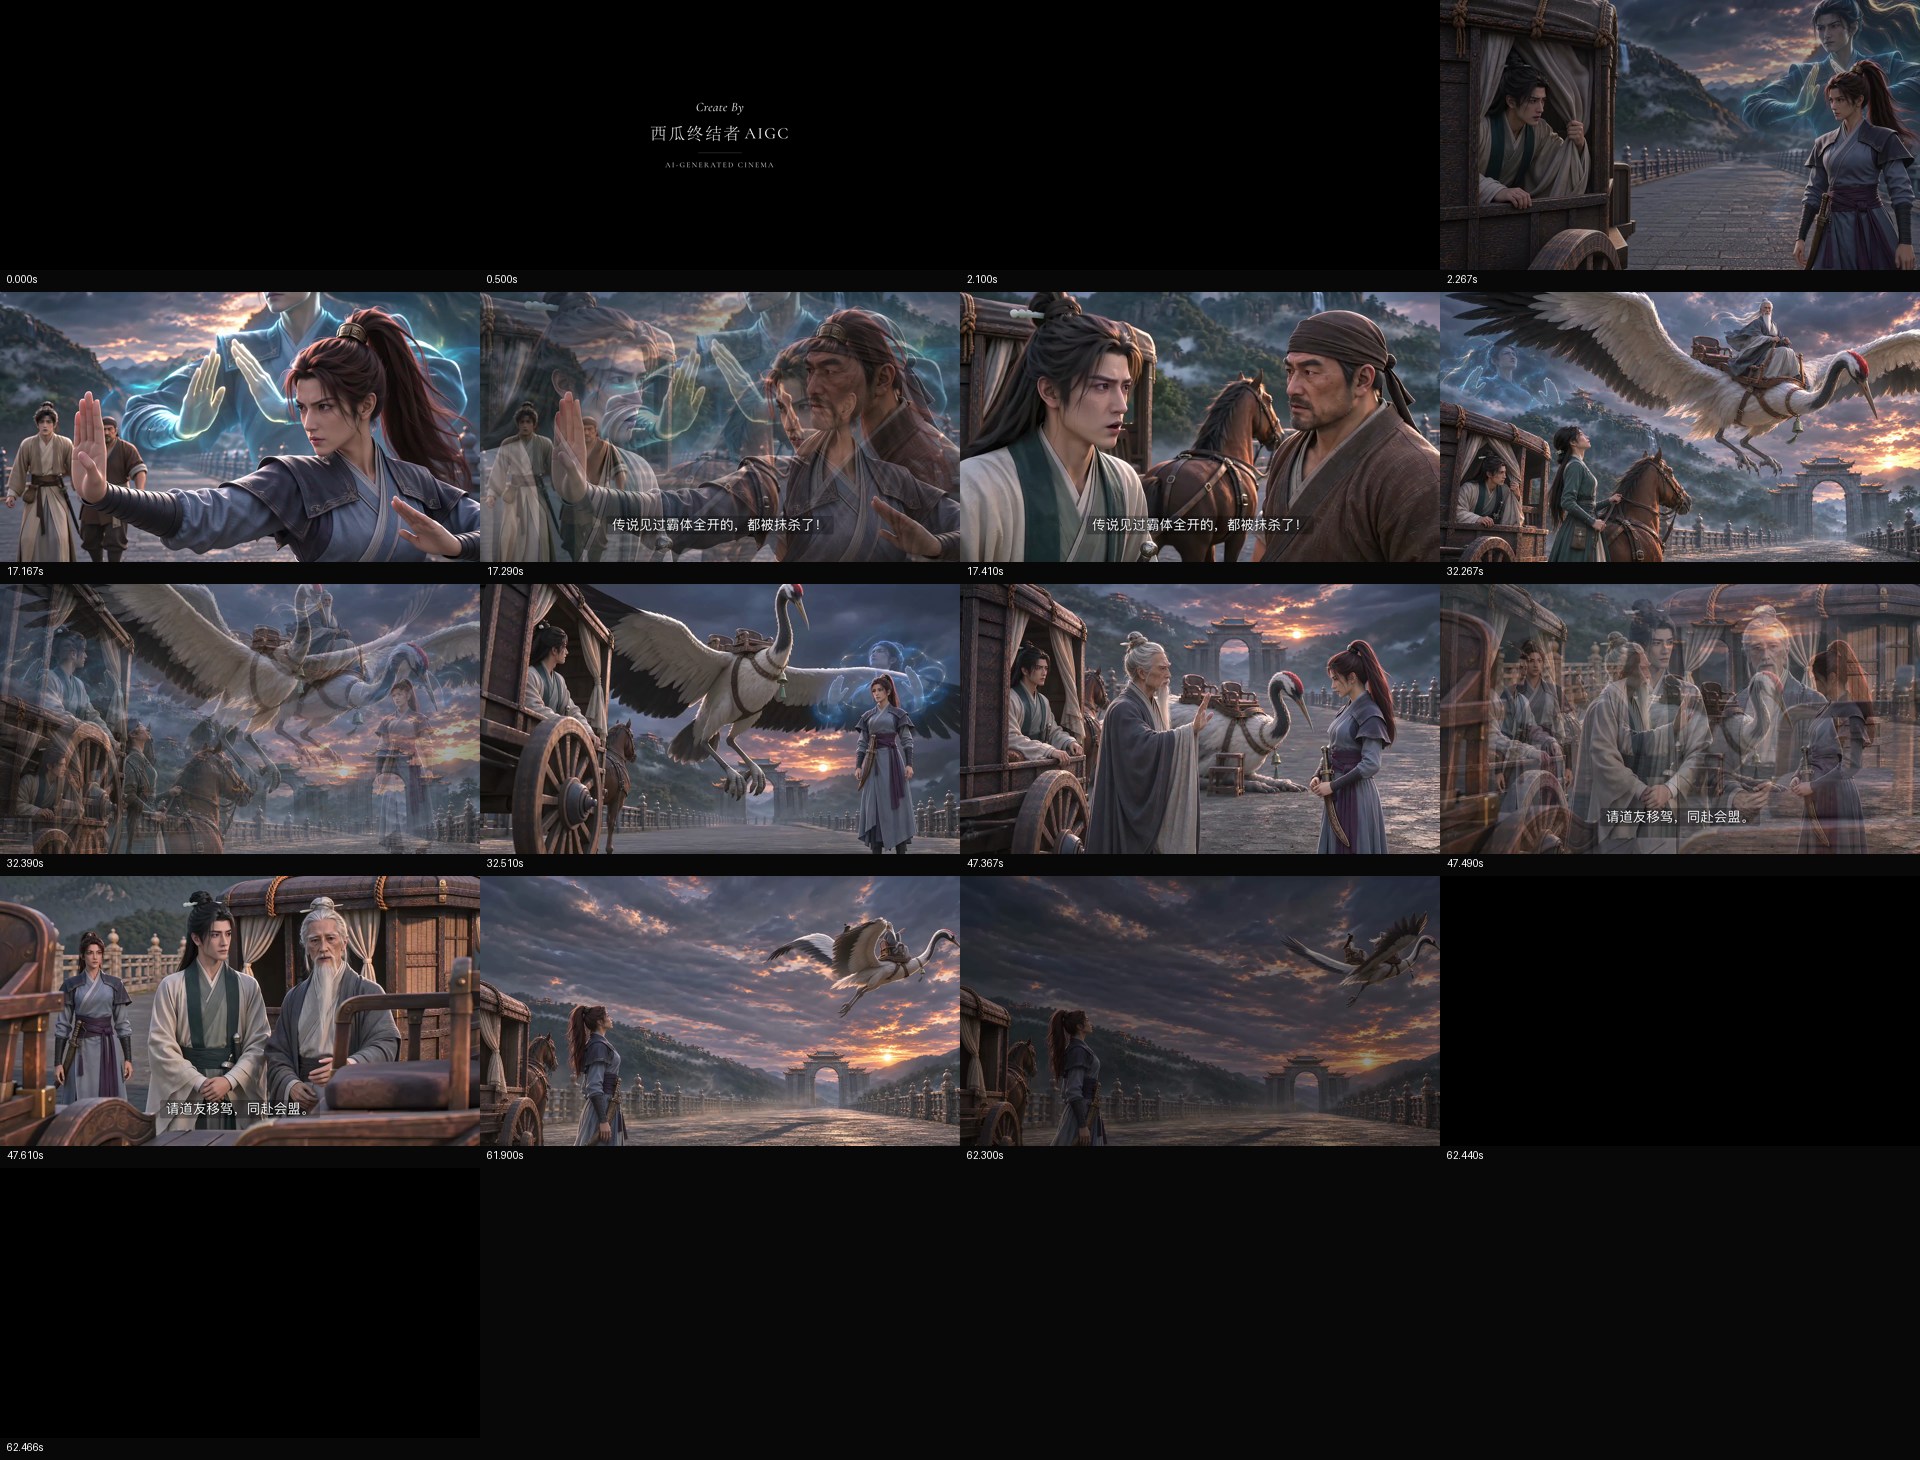 Create By
西瓜终结者 AIGC
AI-GENERATED CINEMA
0.000s
0.500s
2.100s
2.267s
传说见过霸体全开的，都被抹杀了！
传说见过霸体全开的，都被抹杀了！
17.167s
17.290s
17.410s
32.267s
请道友移驾，同赴会盟。
32.390s
32.510s
47.367s
47.490s
请道友移驾，同赴会盟。
47.610s
61.900s
62.300s
62.440s
62.466s